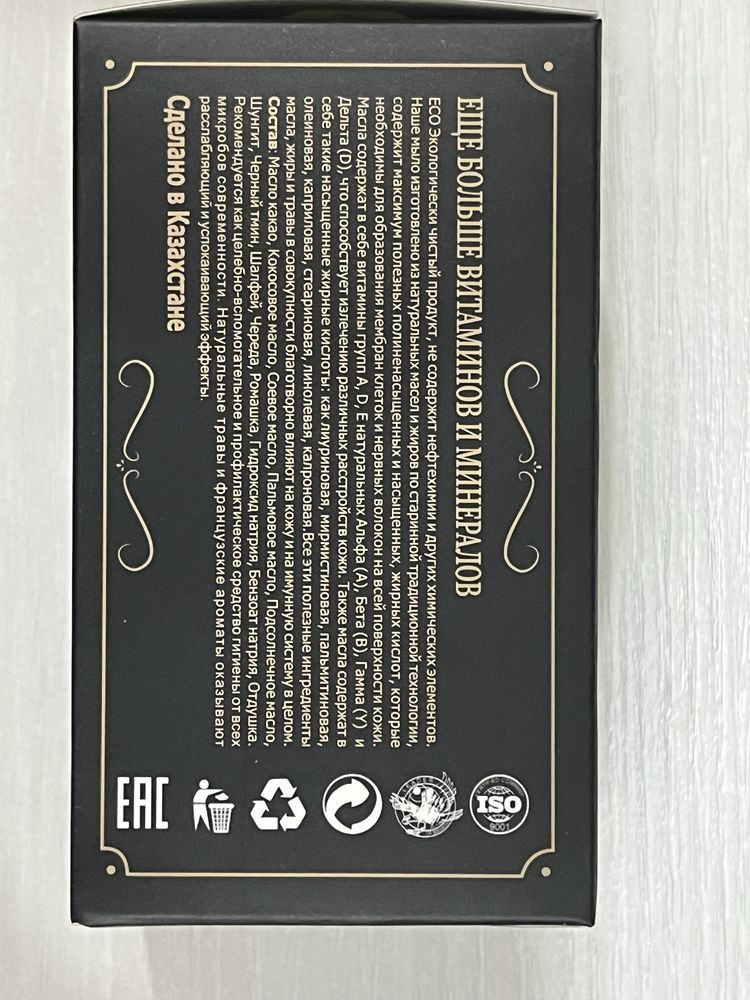 ЕЩЕ БОЛЬШЕ ВИТАМИНОВ И МИНЕРАЛОВ
ECO Экологически чистый продукт, не содержит нефтехимии и других химических элементов.
Наше мыло изготовлено из натуральных масел и жиров по старинной традиционной технологии,
содержит максимум полезных полиненасыщенных и насыщенных, жирных кислот, которые
необходимы для образования мембран клеток и нервных волокон на всей поверхности кожи.
Масла содержат в себе витамины групп А, D, Е натуральных Альфа (А), Бета (В), Гамма (Y) и
Дельта (D), что способствует излечению различных расстройств кожи. Также масла содержат в
себе такие насыщенные жирные кислоты: как лиуриновая, мирмистиновая, пальмитиновая,
олеиновая, каприловая, стеариновая, линолевая, капроновая. Все эти полезные ингредиенты
масла, жиры и травы в совокупности благотворно влияют на кожу и на имунную систему в целом.
Состав: Масло какао, Кокосовое масло, Соевое масло, Пальмовое масло, Подсолнечное масло,
Шунгит, Черный тмин, Шалфей, Череда, Ромашка, Гидроксид натрия, Бензоат натрия, Отдушка.
Рекомендуется как целебно-вспомогательное и профилактическое средство гигиены от всех
микробов современности. Натуральные травы и французские ароматы оказывают
расслабляющий и успокаивающий эффекты.
Сделано в Казахстане
ISO
9001
EAC